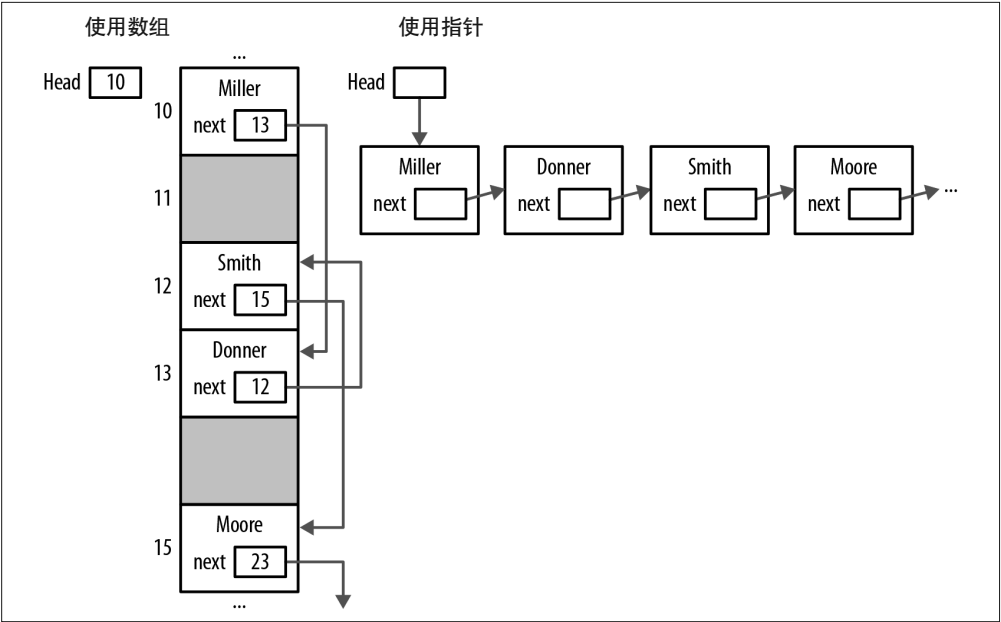 使用数组
...
Head 10
10
Miller
next 13
11
12
Smith
next 15
13
Donner
next 12
15
Moore
next 23
...
使用指针
Head
Miller
next
Donner
next
Smith
next
Moore
next
...